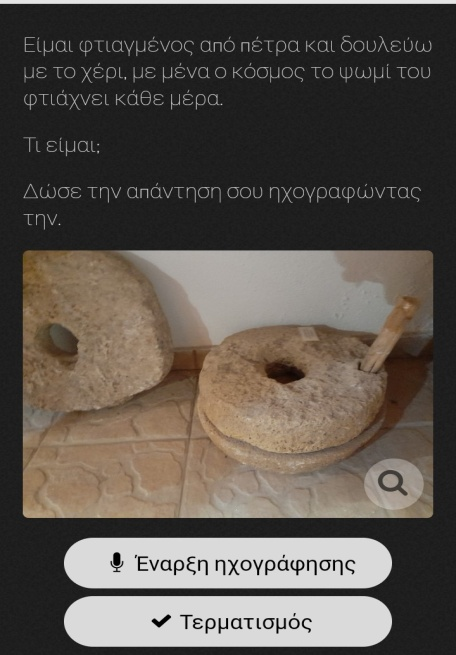 Είμαι φτιαγμένος από πέτρα και δουλεύω
με το χέρι, με μένα ο κόσμος το ψωμί του
φτιάχνει κάθε μέρα.
Τι είμαι;
Δώσε την απάντηση σου ηχογραφώντας
την.
Έναρξη ηχογράφησης
Τερματισμός